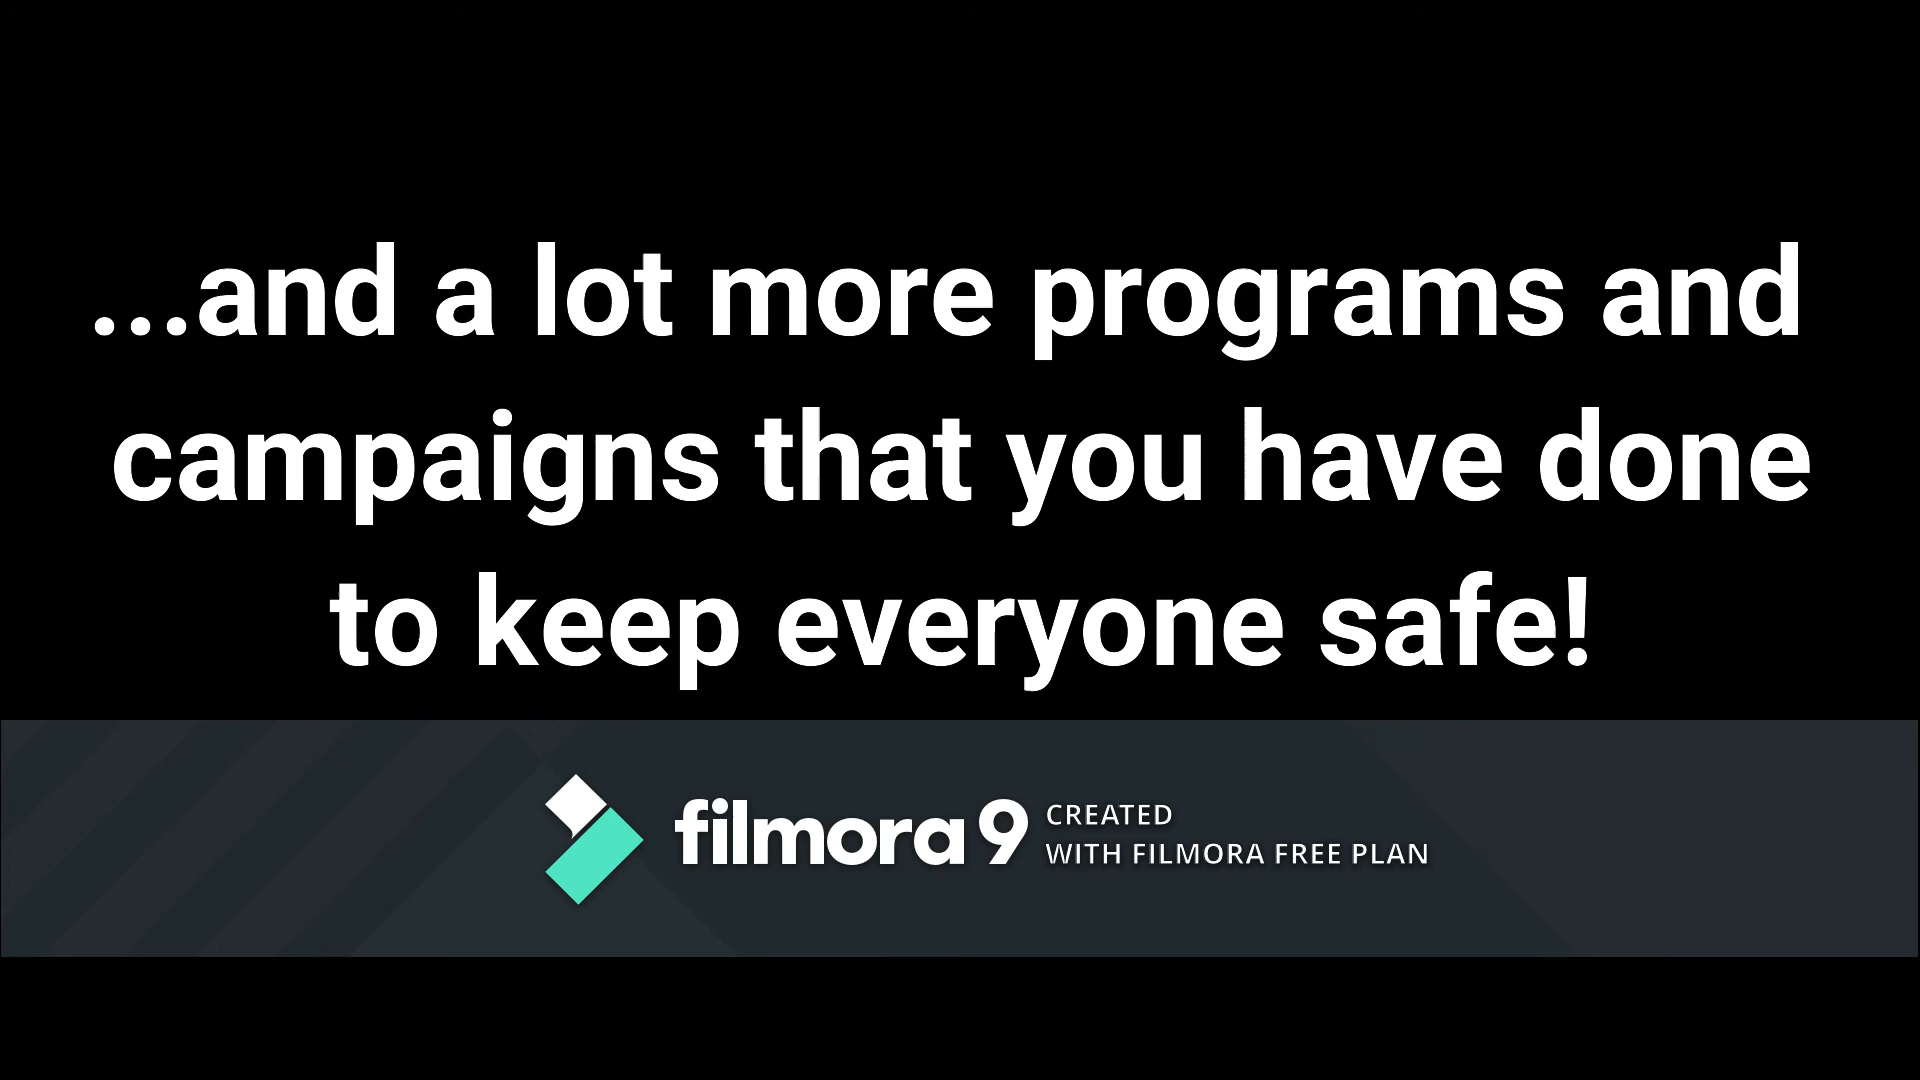 ...and a lot more programs and
campaigns that you have done
to keep everyone safe!
filmora 9 CREATED
WITH FILMORA FREE PLAN